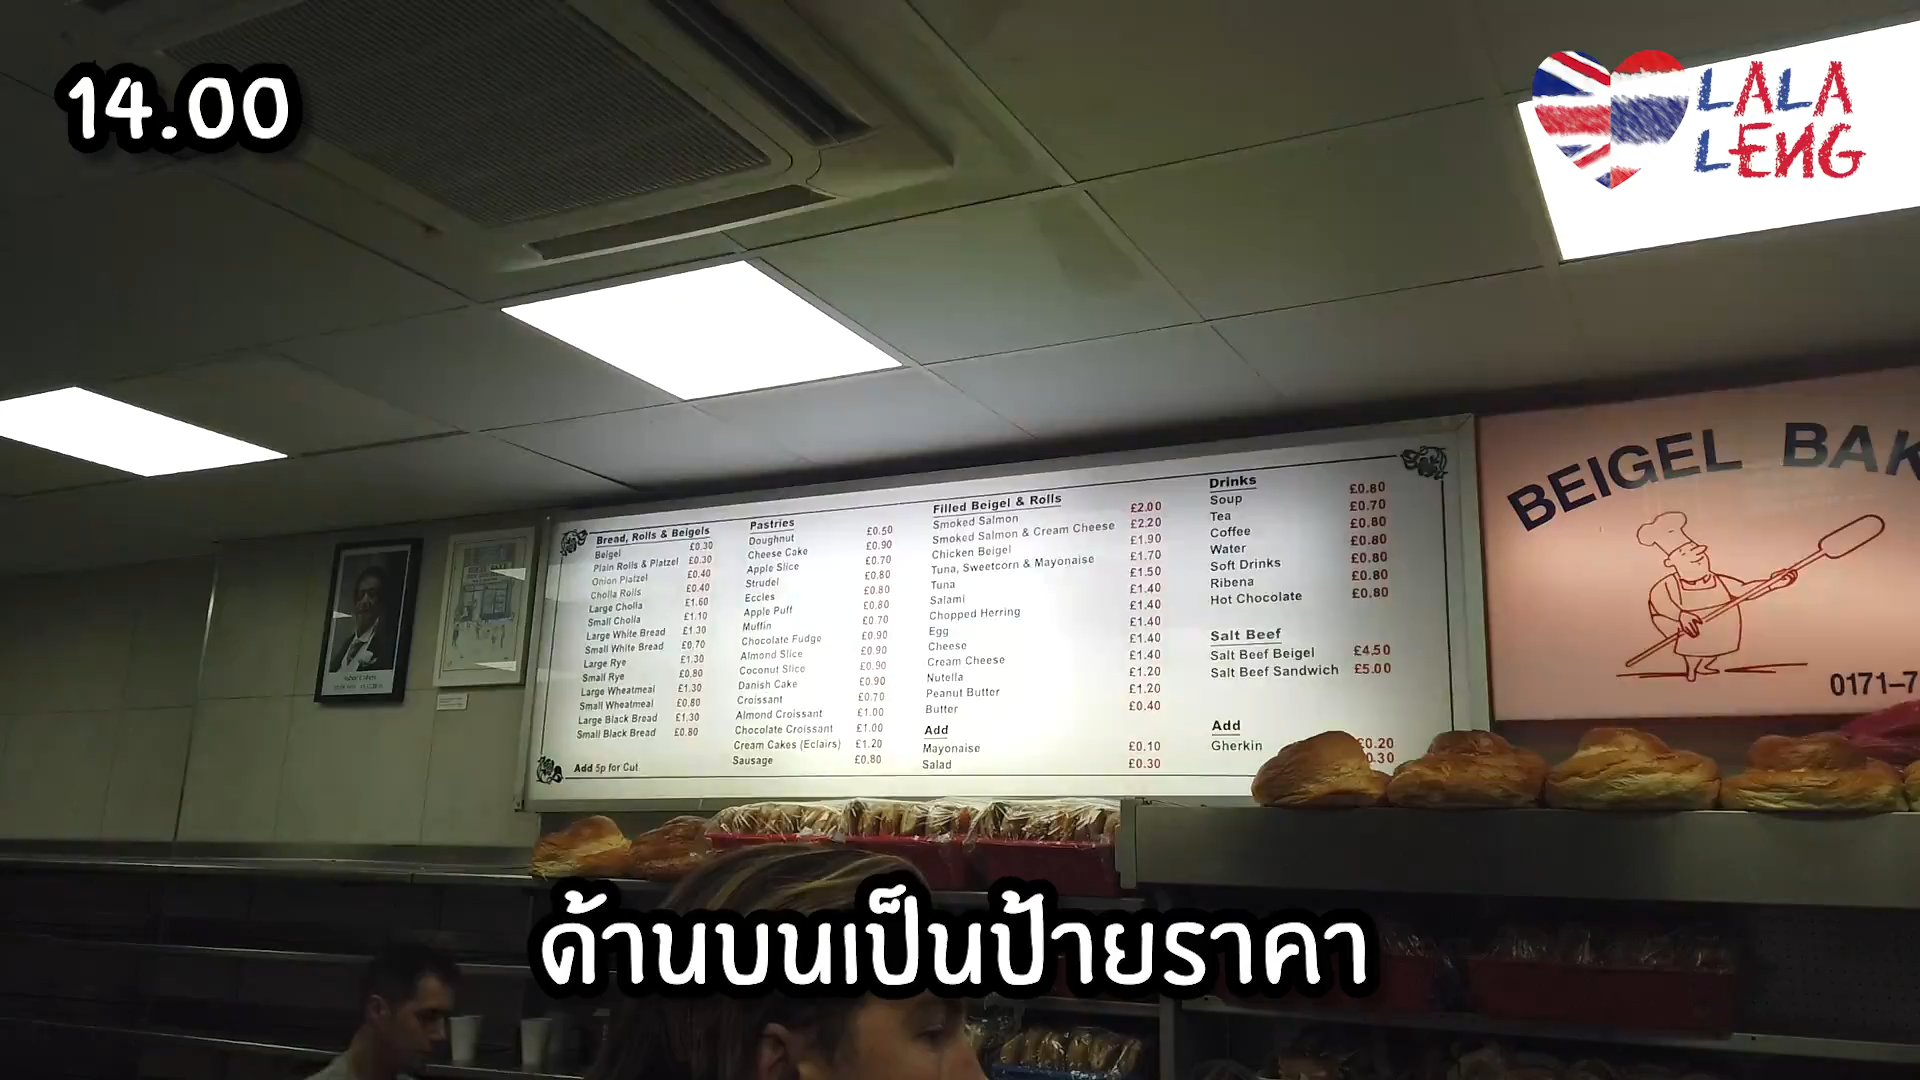 14.00
LALA
LENG
BEIGEL BAK
0171-7
Bread, Rolls & Beigels
Beigel £0.30
Plain Rolls & Platzel £0.30
Onion Platzel £0.40
Cholla Rolls £0.40
Large Cholla £1.60
Small Cholla £1.10
Large White Bread £1.30
Small White Bread £0.70
Large Rye £1.30
Small Rye £0.80
Large Wheatmeal £1.30
Small Wheatmeal £0.80
Large Black Bread £1.30
Small Black Bread £0.80
Add 5p for Cut
Pastries
Doughnut £0.50
Cheese Cake £0.90
Apple Slice £0.70
Strudel £0.80
Eccles £0.80
Apple Puff £0.80
Muffin £0.70
Chocolate Fudge £0.90
Almond Slice £0.90
Coconut Slice £0.90
Danish Cake £0.90
Croissant £0.70
Almond Croissant £1.00
Chocolate Croissant £1.00
Cream Cakes (Eclairs) £1.20
Sausage £0.80
Filled Beigel & Rolls
Smoked Salmon £2.00
Smoked Salmon & Cream Cheese £2.20
Chicken Beigel £1.90
Tuna, Sweetcorn & Mayonaise £1.70
Tuna £1.50
Salami £1.40
Chopped Herring £1.40
Egg £1.40
Cheese £1.40
Cream Cheese £1.40
Nutella £1.20
Peanut Butter £1.20
Butter £0.40
Add
Mayonaise £0.10
Salad £0.30
Drinks
Soup £0.80
Tea £0.70
Coffee £0.80
Water £0.80
Soft Drinks £0.80
Ribena £0.80
Hot Chocolate £0.80
Salt Beef
Salt Beef Beigel £4.50
Salt Beef Sandwich £5.00
Add
Gherkin £0.20
0.30
ด้านบนเป็นป้ายราคา